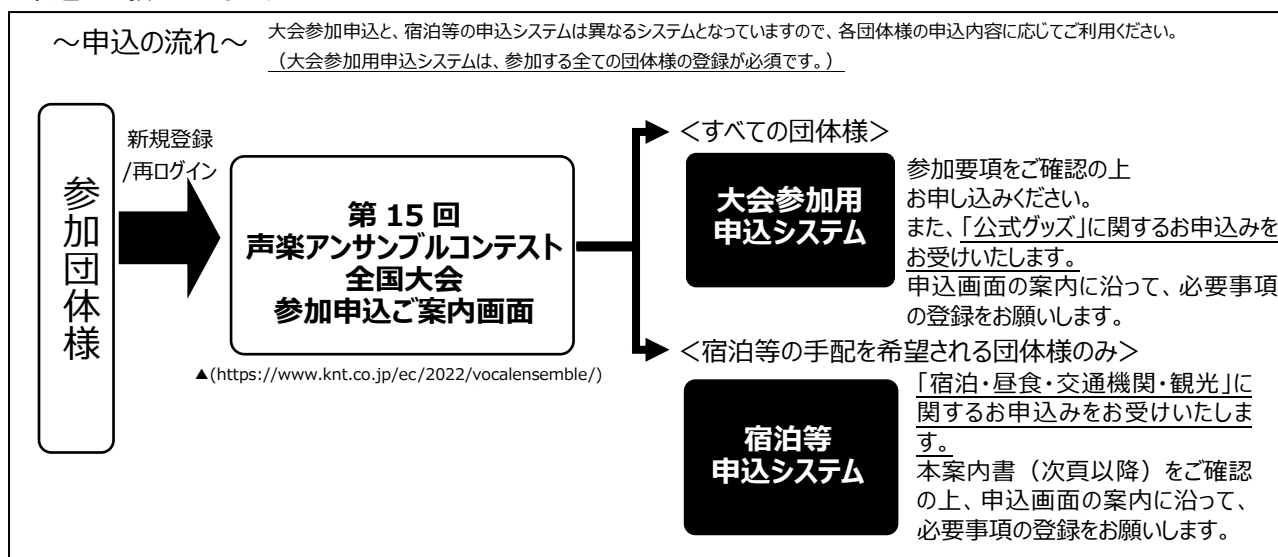 ～申込の流れ～
大会参加申込と、宿泊等の申込システムは異なるシステムとなっていますので、各団体様の申込内容に応じてご利用ください。
（大会参加用申込システムは、参加する全ての団体様の登録が必須です。）
参加団体様
新規登録
/再ログイン
第 15 回
声楽アンサンブルコンテスト
全国大会
参加申込ご案内画面
▲(https://www.knt.co.jp/ec/2022/vocalensemble/)
＜すべての団体様＞
大会参加用
申込システム
参加要項をご確認の上
お申し込みください。
また、「公式グッズ」に関するお申込みを
お受けいたします。
申込画面の案内に沿って、必要事項
の登録をお願いします。
＜宿泊等の手配を希望される団体様のみ＞
宿泊等
申込システム
「宿泊・昼食・交通機関・観光」に
関するお申込みをお受けいたしま
す。
本案内書（次頁以降）をご確認
の上、申込画面の案内に沿って、
必要事項の登録をお願いします。